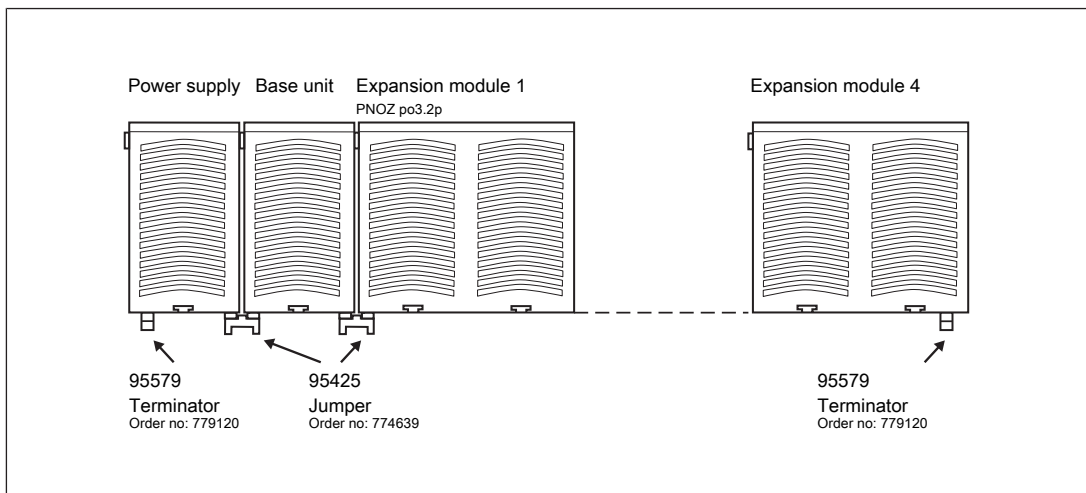 Power supply Base unit Expansion module 1 Expansion module 4
PNOZ po3.2p
95579 95425 95579
Terminator Jumper Terminator
Order no: 779120 Order no: 774639 Order no: 779120